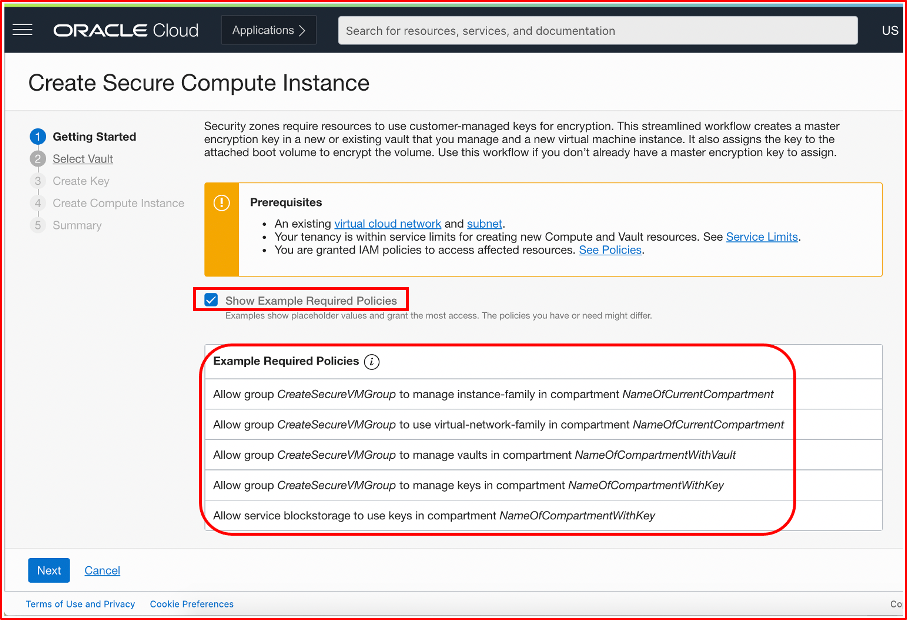 ORACLE Cloud
Applications
Search for resources, services, and documentation
US
Create Secure Compute Instance
1 Getting Started
2 Select Vault
3 Create Key
4 Create Compute Instance
5 Summary
Security zones require resources to use customer-managed keys for encryption. This streamlined workflow creates a master
encryption key in a new or existing vault that you manage and a new virtual machine instance. It also assigns the key to the
attached boot volume to encrypt the volume. Use this workflow if you don't already have a master encryption key to assign.
Prerequisites
• An existing virtual cloud network and subnet.
• Your tenancy is within service limits for creating new Compute and Vault resources. See Service Limits.
• You are granted IAM policies to access affected resources. See Policies.
Show Example Required Policies
Examples show placeholder values and grant the most access. The policies you have or need might differ.
Example Required Policies
Allow group CreateSecureVMGroup to manage instance-family in compartment NameOfCurrentCompartment
Allow group CreateSecureVMGroup to use virtual-network-family in compartment NameOfCurrentCompartment
Allow group CreateSecureVMGroup to manage vaults in compartment NameOfCompartmentWithVault
Allow group CreateSecureVMGroup to manage keys in compartment NameOfCompartmentWithKey
Allow service blockstorage to use keys in compartment NameOfCompartmentWithKey
Next
Cancel
Terms of Use and Privacy
Cookie Preferences
Co